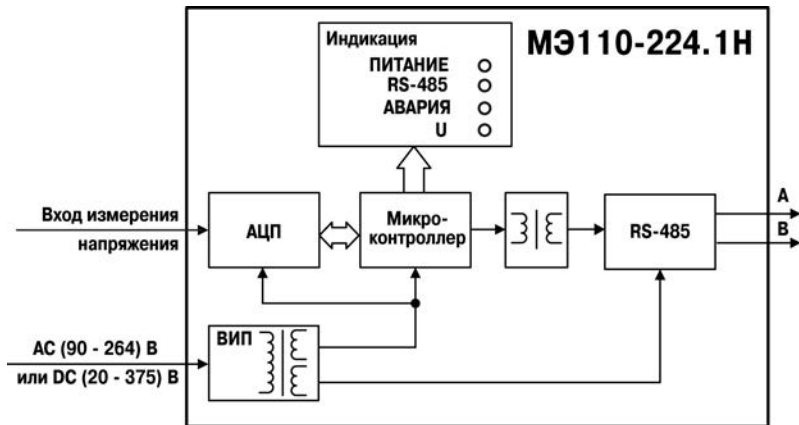 Индикация
ПИТАНИЕ
RS-485
АВАРИЯ
U
МЭ110-224.1Н
Вход измерения
напряжения
АЦП
Микро-
контроллер
RS-485
А
В
ВИП
АС (90 - 264) В
или DC (20 - 375) В